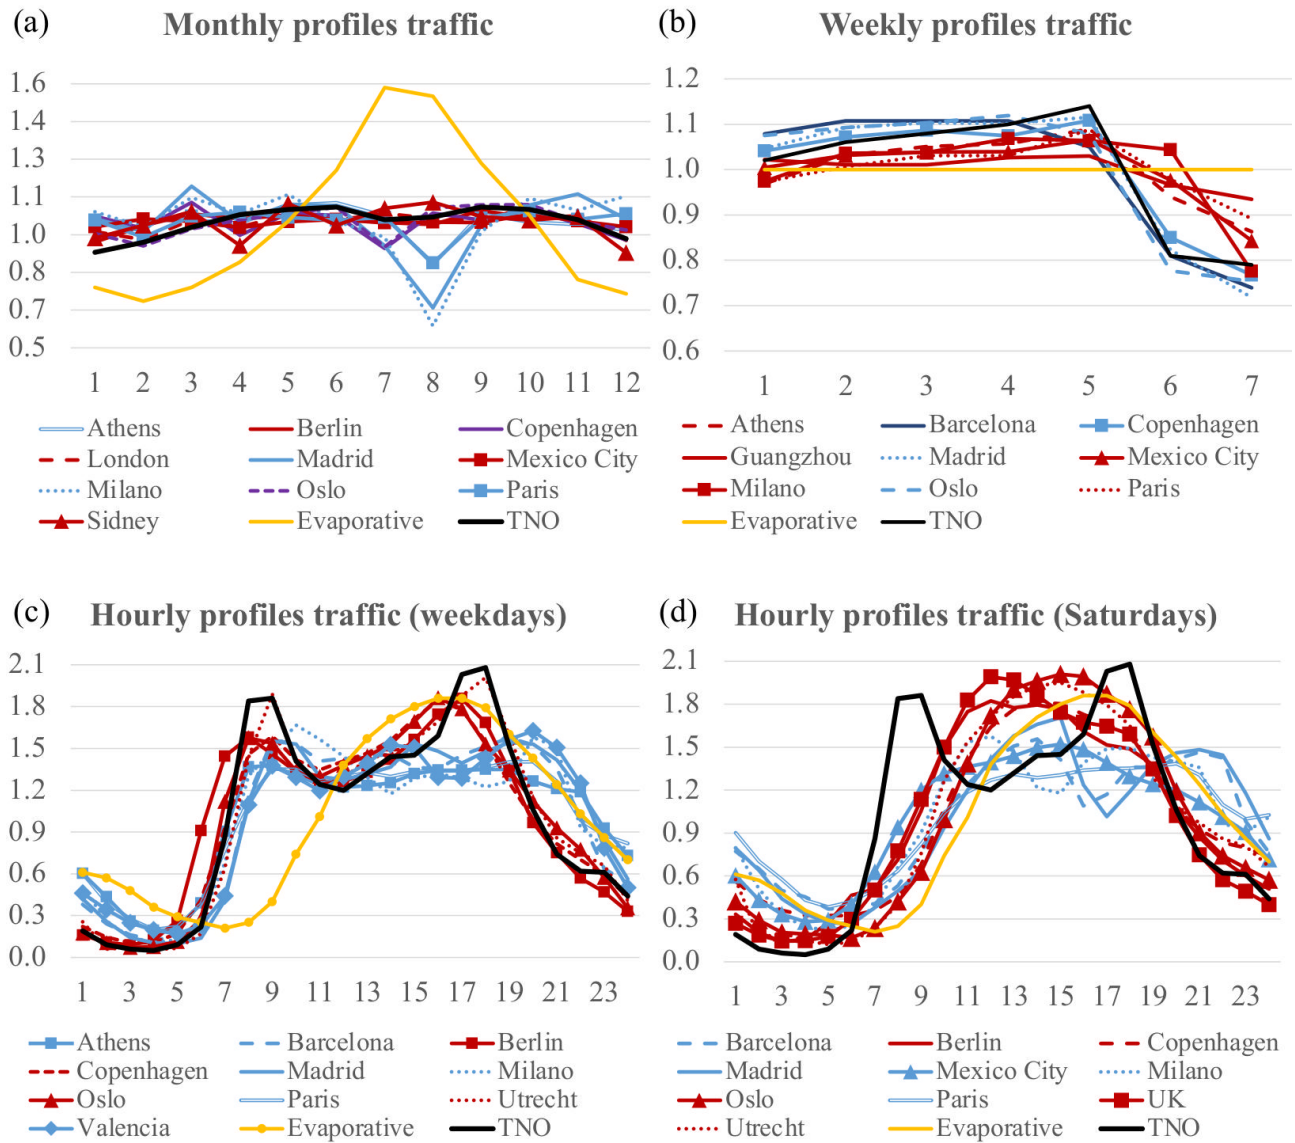 (a) Monthly profiles traffic
1.6
1.4
1.3
1.1
1.0
0.8
0.7
0.5
1 2 3 4 5 6 7 8 9 10 11 12
Athens Berlin Copenhagen
London Madrid Mexico City
Milano Oslo Paris
Sidney Evaporative TNO
(b) Weekly profiles traffic
1.2
1.1
1.0
0.9
0.8
0.7
0.6
1 2 3 4 5 6 7
Athens Barcelona Copenhagen
Guangzhou Madrid Mexico City
Milano Oslo Paris
Evaporative TNO
(c) Hourly profiles traffic (weekdays)
2.1
1.8
1.5
1.2
0.9
0.6
0.3
0.0
1 3 5 7 9 11 13 15 17 19 21 23
Athens Barcelona Berlin
Copenhagen Madrid Milano
Oslo Paris Utrecht
Valencia Evaporative TNO
(d) Hourly profiles traffic (Saturdays)
2.1
1.8
1.5
1.2
0.9
0.6
0.3
0.0
1 3 5 7 9 11 13 15 17 19 21 23
Barcelona Berlin Copenhagen
Madrid Mexico City Milano
Oslo Paris UK
Utrecht Evaporative TNO